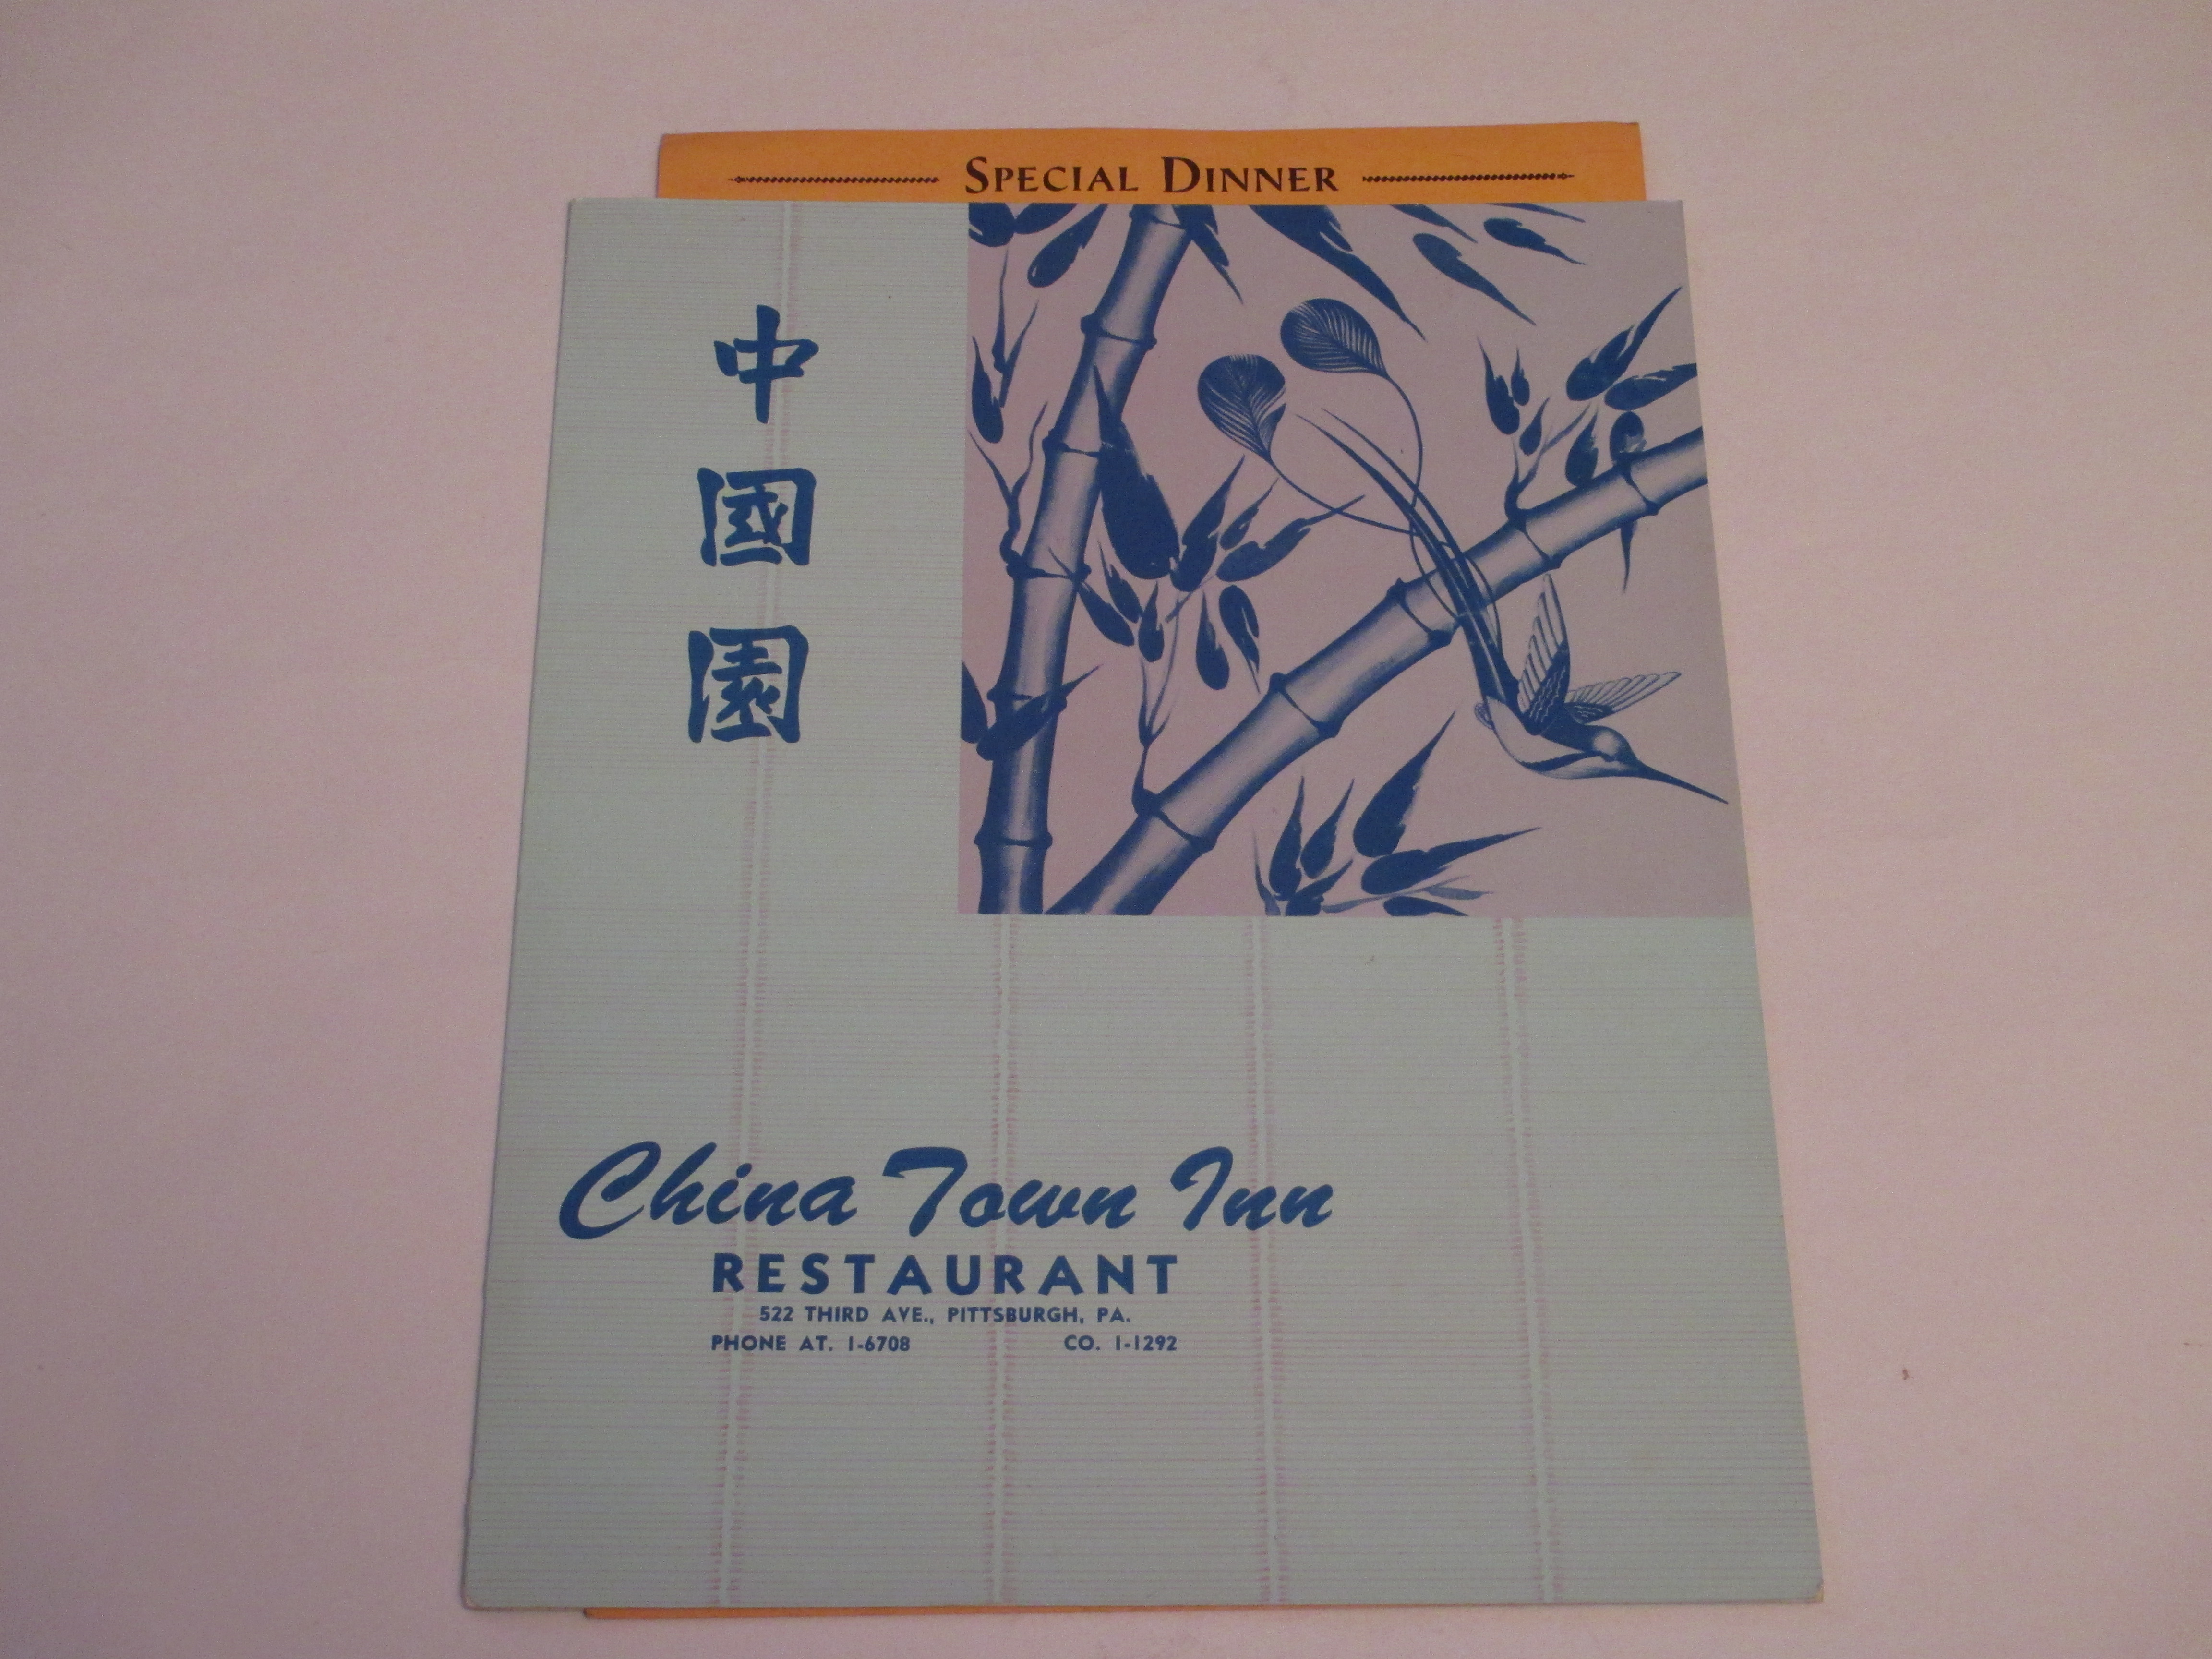 SPECIAL DINNER
中國園
China Town Inn
RESTAURANT
522 THIRD AVE., PITTSBURGH, PA.
PHONE AT. 1-6708 CO. 1-1292